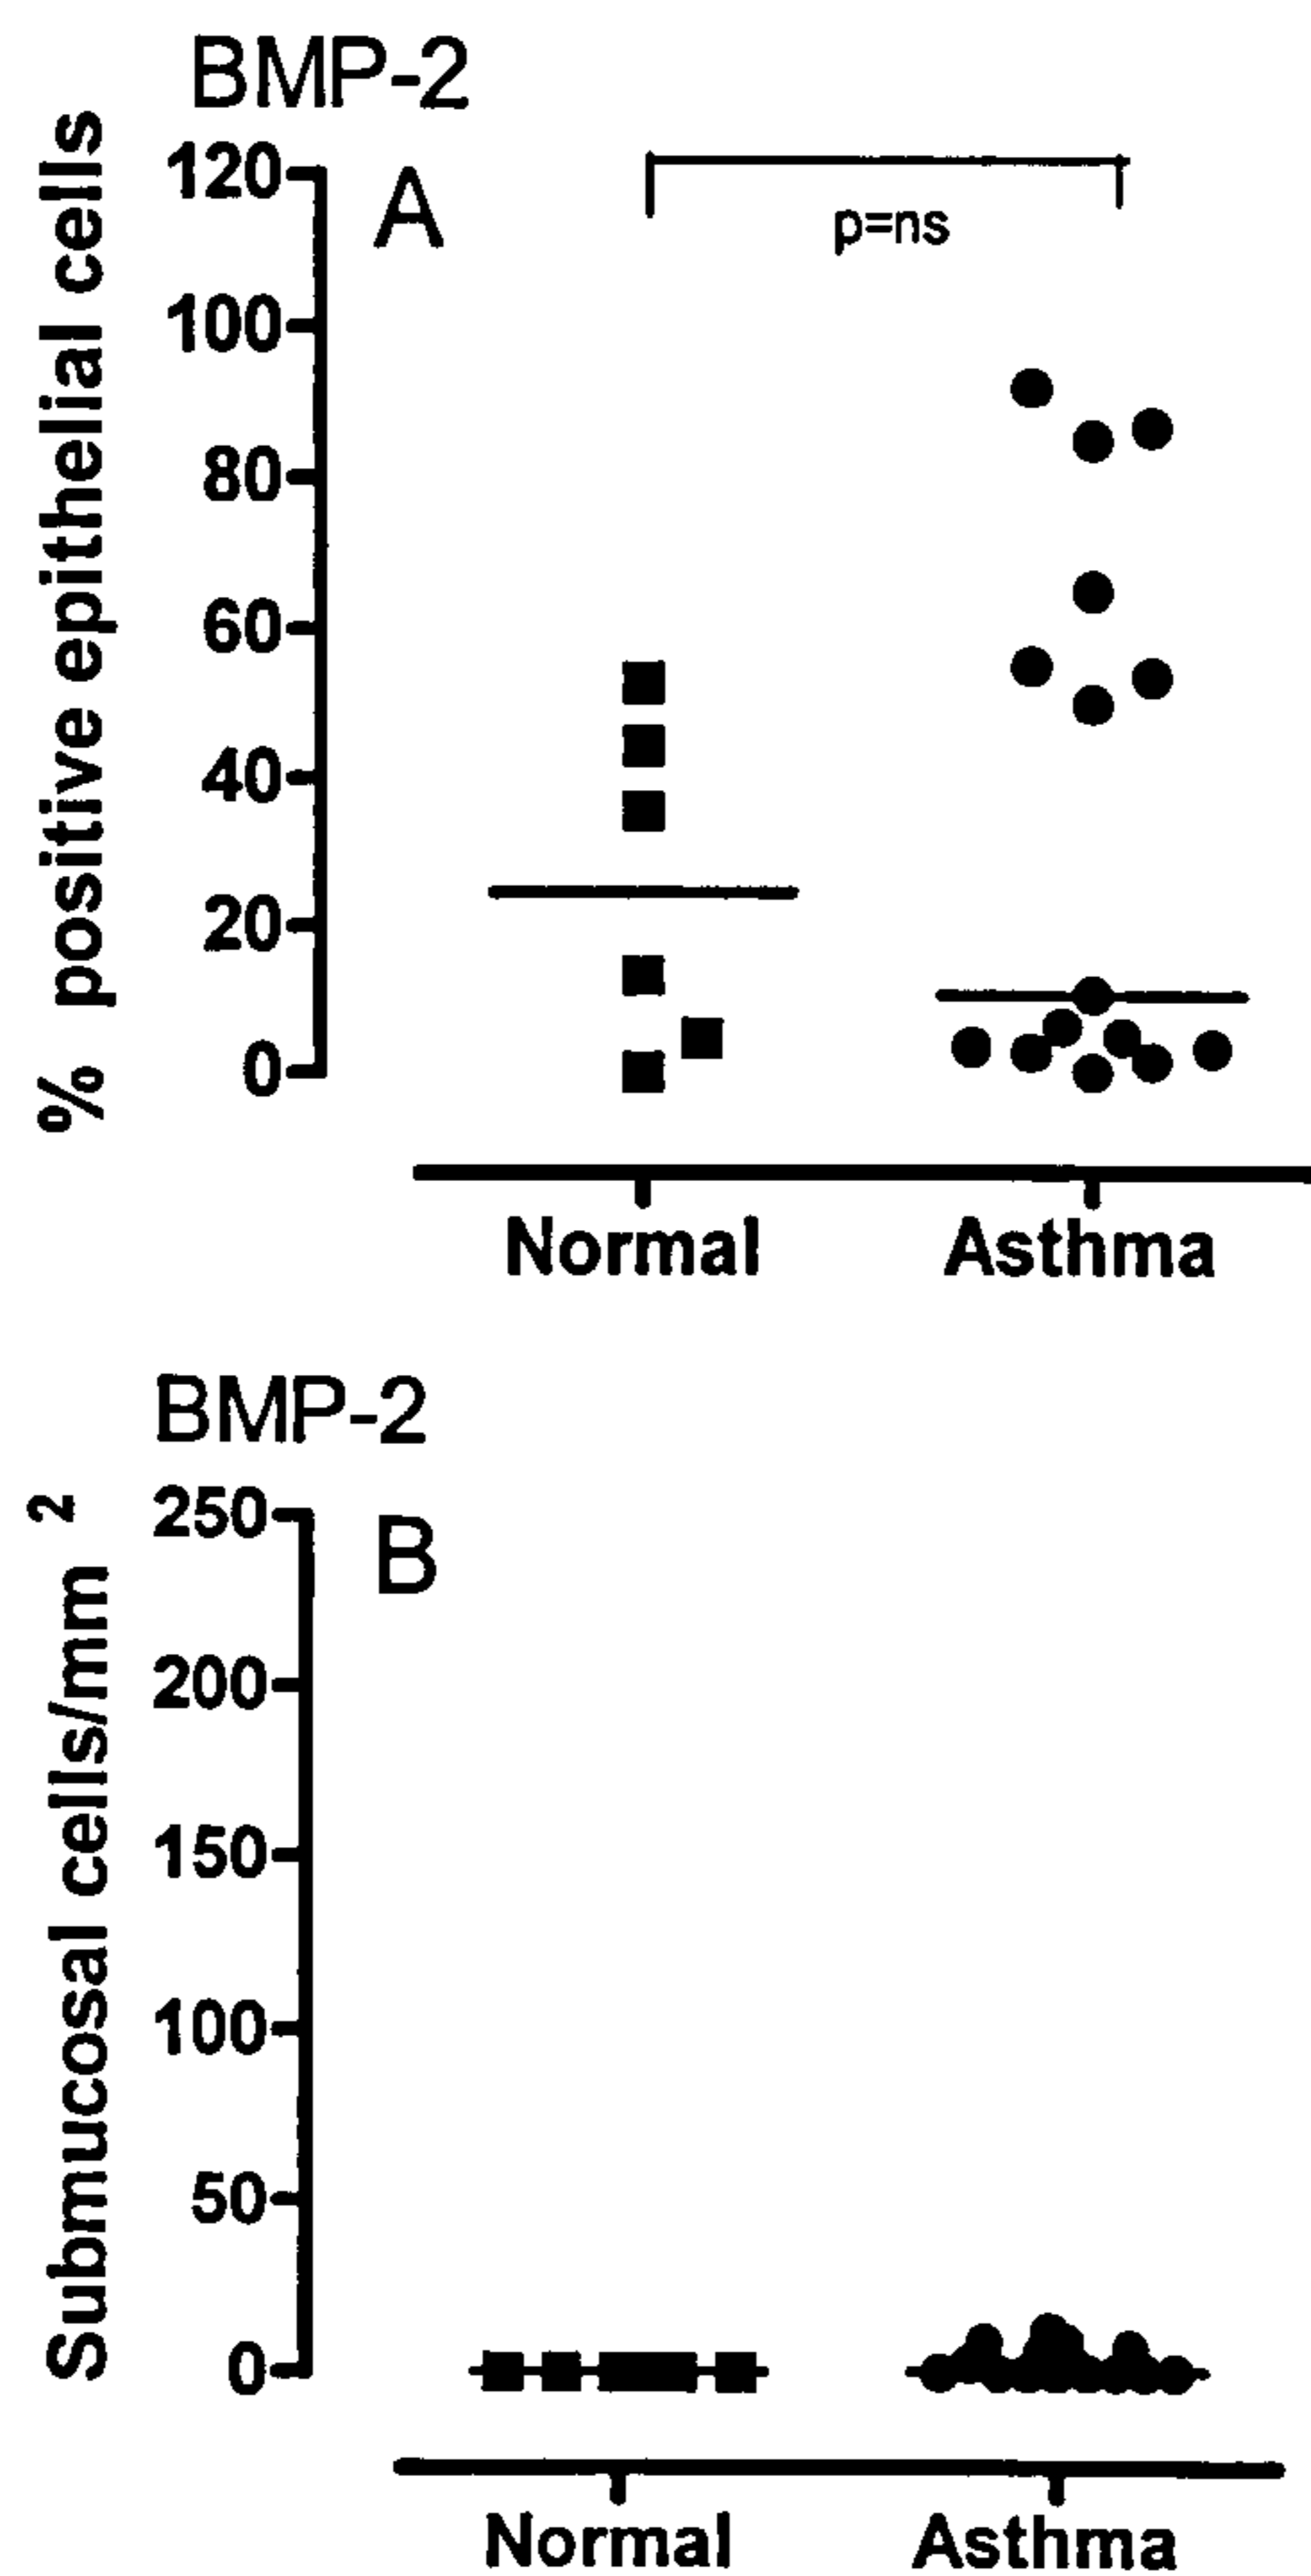 BMP-2
% positive epithelial cells
120
100
80
60
40
20
0
A
p=ns
Normal Asthma
BMP-2
Submucosal cells/mm 2
250
200
150
100
50
0
B
Normal Asthma